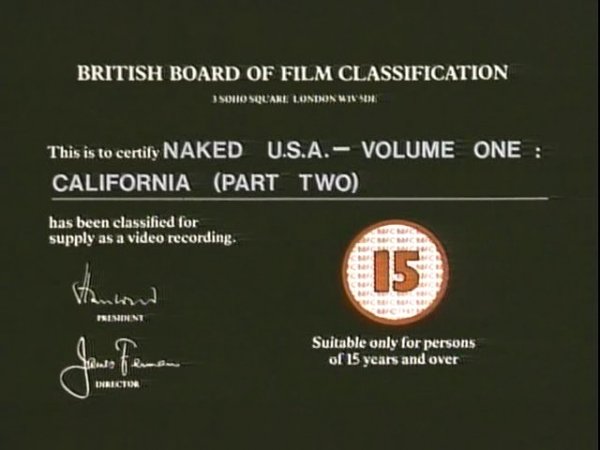 BRITISH BOARD OF FILM CLASSIFICATION
3 SOHO SQUARE LONDON W1V 5DE
This is to certify NAKED U.S.A.— VOLUME ONE :
CALIFORNIA (PART TWO)
has been classified for
supply as a video recording.
15
PRESIDENT
Suitable only for persons
of 15 years and over
James Ferman
DIRECTOR